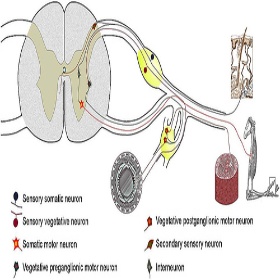 Sensory somatic neuron
Sensory vegetative neuron
Somatic motor neuron
Vegetative preganglionic motor neuron
Vegetative postganglionic motor neuron
Secondary sensory neuron
Interneuron